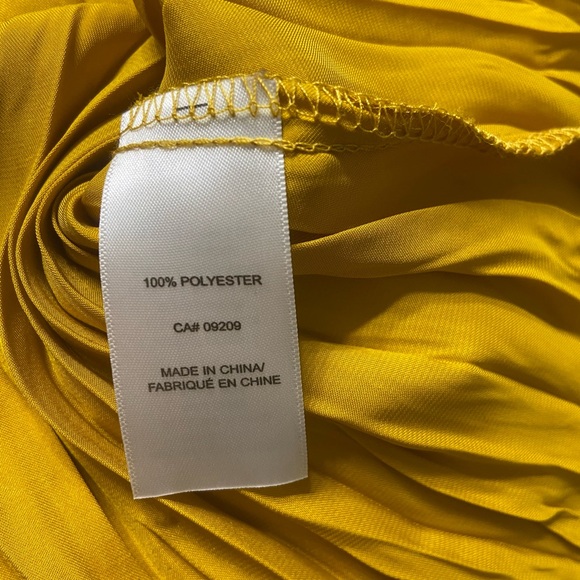 100% POLYESTER
CA# 09209
MADE IN CHINA/
FABRIQUÉ EN CHINE